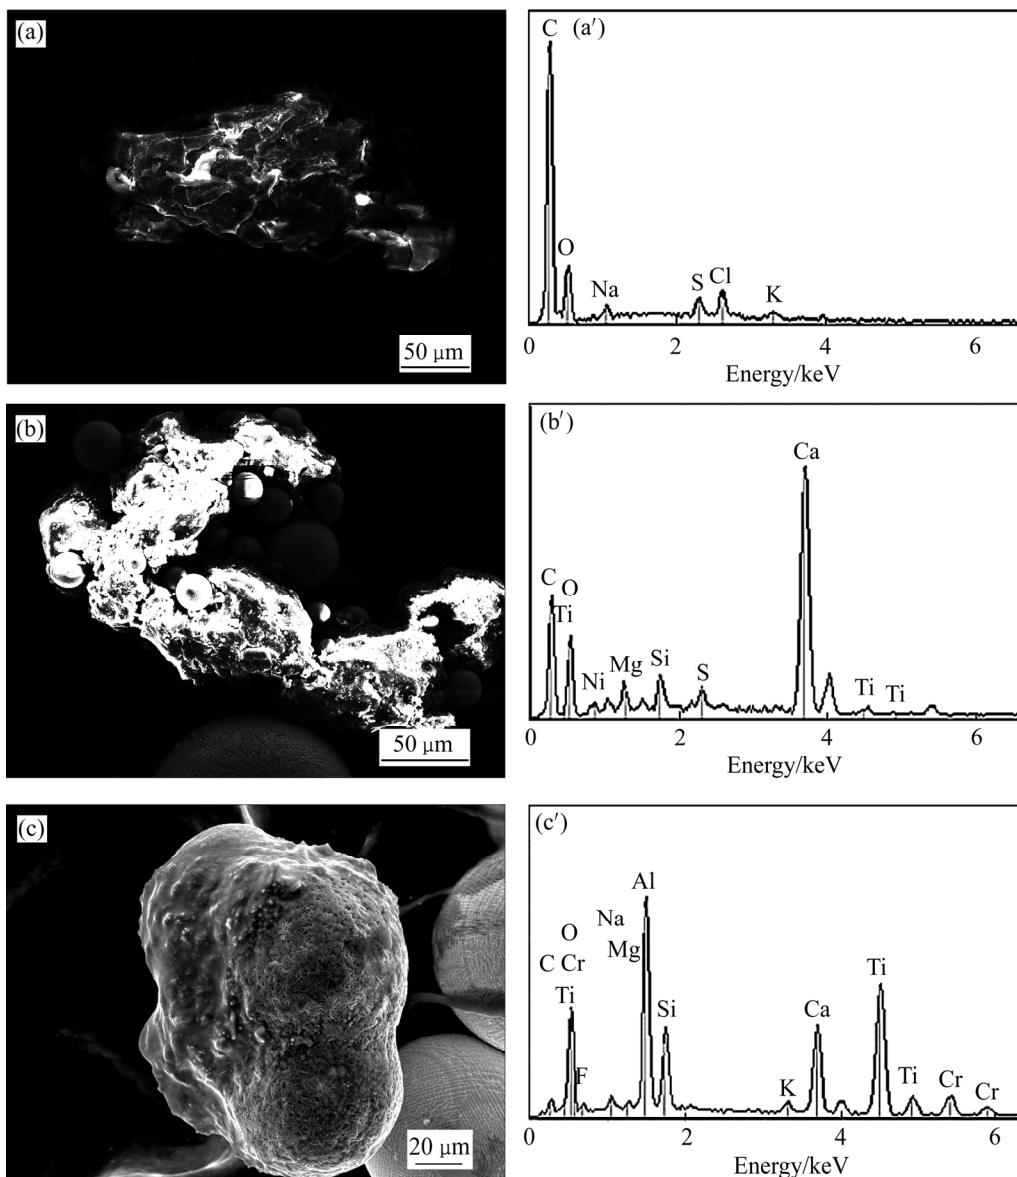 (a)
50 μm
(a′)
C
O
Na
S
Cl
K
0 2 4 6
Energy/keV
(b)
50 μm
(b′)
Ca
C
O
Ti
Ni
Mg
Si
S
Ti
Ti
0 2 4 6
Energy/keV
(c)
20 μm
(c′)
Al
Na
O
Mg
C Cr
Ti
Ti
Si
Ca
F
K
Ti
Cr
Cr
0 2 4 6
Energy/keV